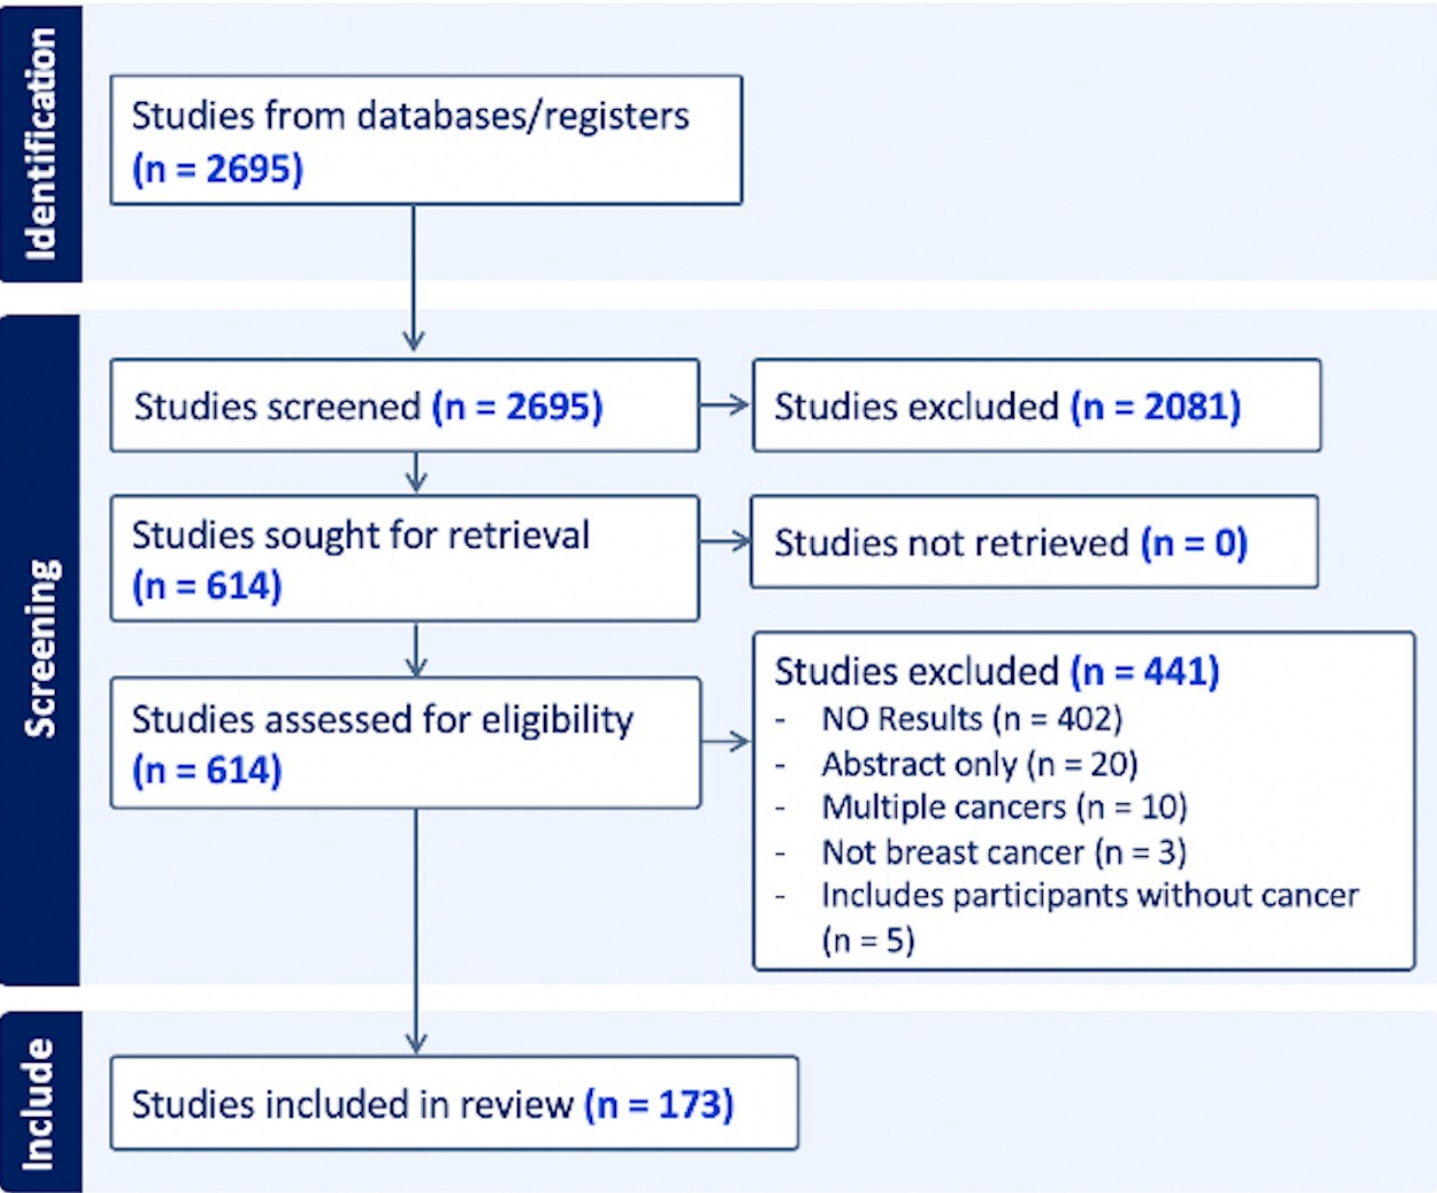 Identification
Studies from databases/registers
(n = 2695)
Screening
Studies screened (n = 2695)
Studies excluded (n = 2081)
Studies sought for retrieval
(n = 614)
Studies not retrieved (n = 0)
Studies assessed for eligibility
(n = 614)
Studies excluded (n = 441)
- NO Results (n = 402)
- Abstract only (n = 20)
- Multiple cancers (n = 10)
- Not breast cancer (n = 3)
- Includes participants without cancer
(n = 5)
Include
Studies included in review (n = 173)